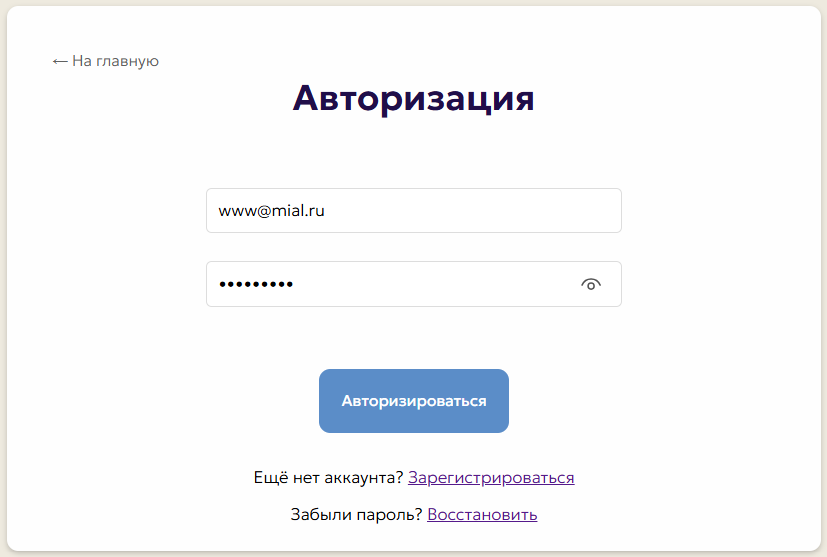 ← На главную
Авторизация
www@mial.ru
•••••••••
Авторизироваться
Ещё нет аккаунта? Зарегистрироваться
Забыли пароль? Восстановить